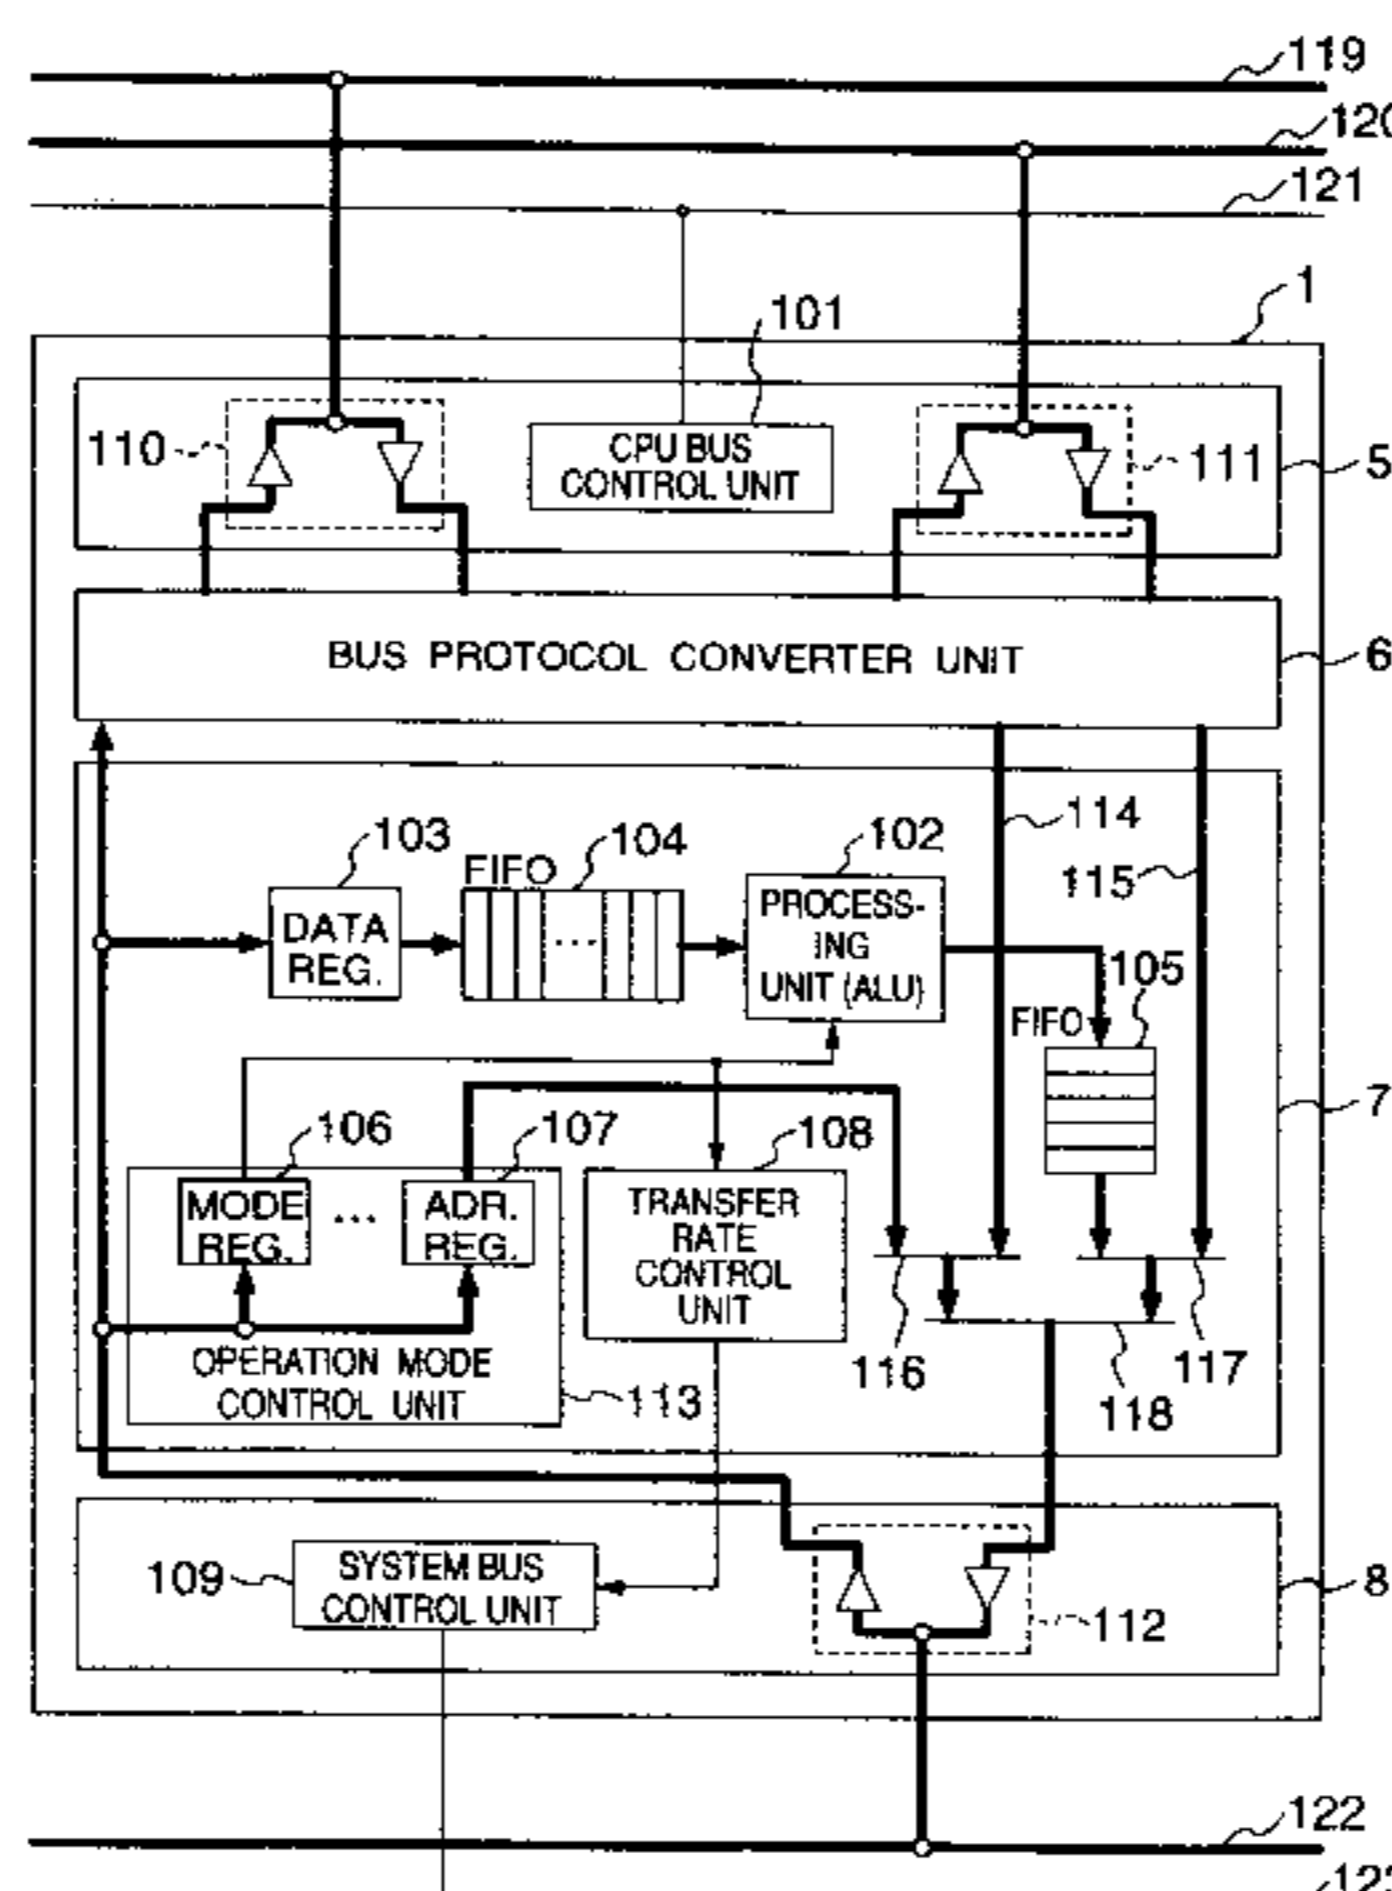 119
120
121
1
101
110
CPU BUS
CONTROL UNIT
111
5
BUS PROTOCOL CONVERTER UNIT
6
114
103
FIFO
104
102
115
DATA
REG.
...
PROCESS-
ING
UNIT (ALU)
105
FIFO
7
106
107
108
MODE
REG.
...
ADR.
REG.
TRANSFER
RATE
CONTROL
UNIT
OPERATION MODE
CONTROL UNIT
113
116
117
118
109
SYSTEM BUS
CONTROL UNIT
112
8
122